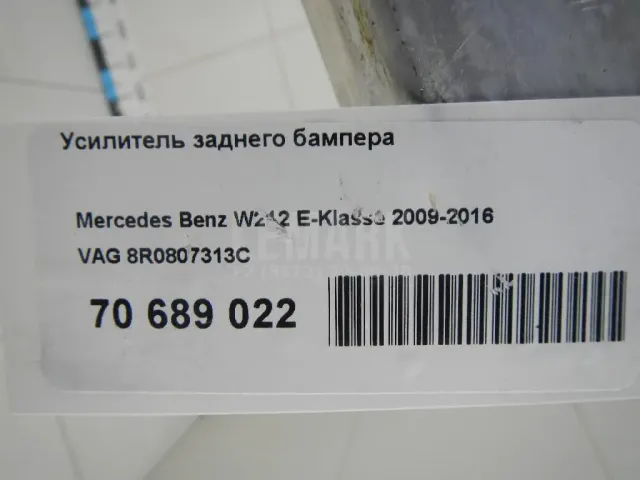 Усилитель заднего бампера
Mercedes Benz W212 E-Klasse 2009-2016
VAG 8R0807313C
70 689 022